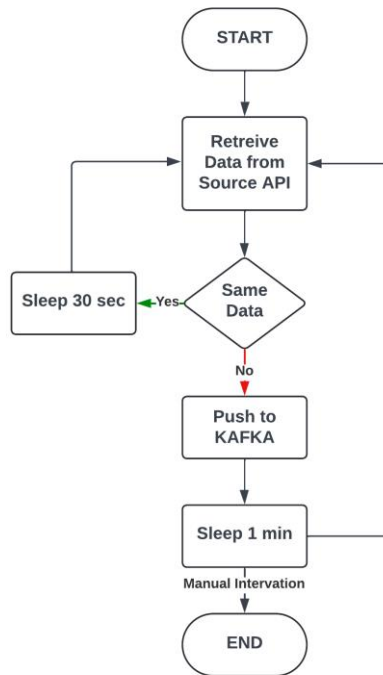 START
Retreive
Data from
Source API
Same
Data
Yes
Sleep 30 sec
No
Push to
KAFKA
Sleep 1 min
Manual Intervation
END